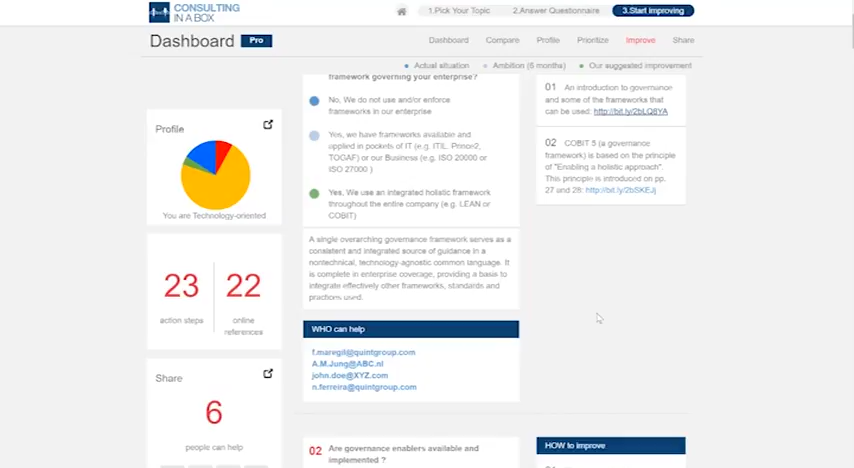 CONSULTING
IN A BOX
1.Pick Your Topic
2.Answer Questionnaire
3.Start improving
Dashboard
Pro
Dashboard
Compare
Profile
Prioritize
Improve
Share
Actual situation
Ambition (6 months)
Our suggested improvement
Profile
You are Technology-oriented
23
action steps
22
online
references
Share
6
people can help
framework governing your enterprise?
No, We do not use and/or enforce
frameworks in our enterprise
Yes, we have frameworks available and
applied in pockets of IT (e.g. ITIL, Prince2,
TOGAF) or our Business (e.g. ISO 20000 or
ISO 27000 )
Yes, We use an integrated holistic framework
throughout the entire company (e.g. LEAN or
COBIT)
A single overarching governance framework serves as a
consistent and integrated source of guidance in a
nontechnical, technology-agnostic common language. It
is complete in enterprise coverage, providing a basis to
integrate effectively other frameworks, standards and
practices used.
WHO can help
f.maregil@quintgroup.com
A.M.Jung@ABC.nl
john.doe@XYZ.com
n.ferreira@quintgroup.com
02 Are governance enablers available and
implemented ?
01 An introduction to governance
and some of the frameworks that
can be used: http://bit.ly/2bLQ8YA
02 COBIT 5 (a governance
framework) is based on the principle
of "Enabling a holistic approach".
This principle is introduced on pp.
27 und 28: http://bit.ly/2bSKEJj
HOW to improve